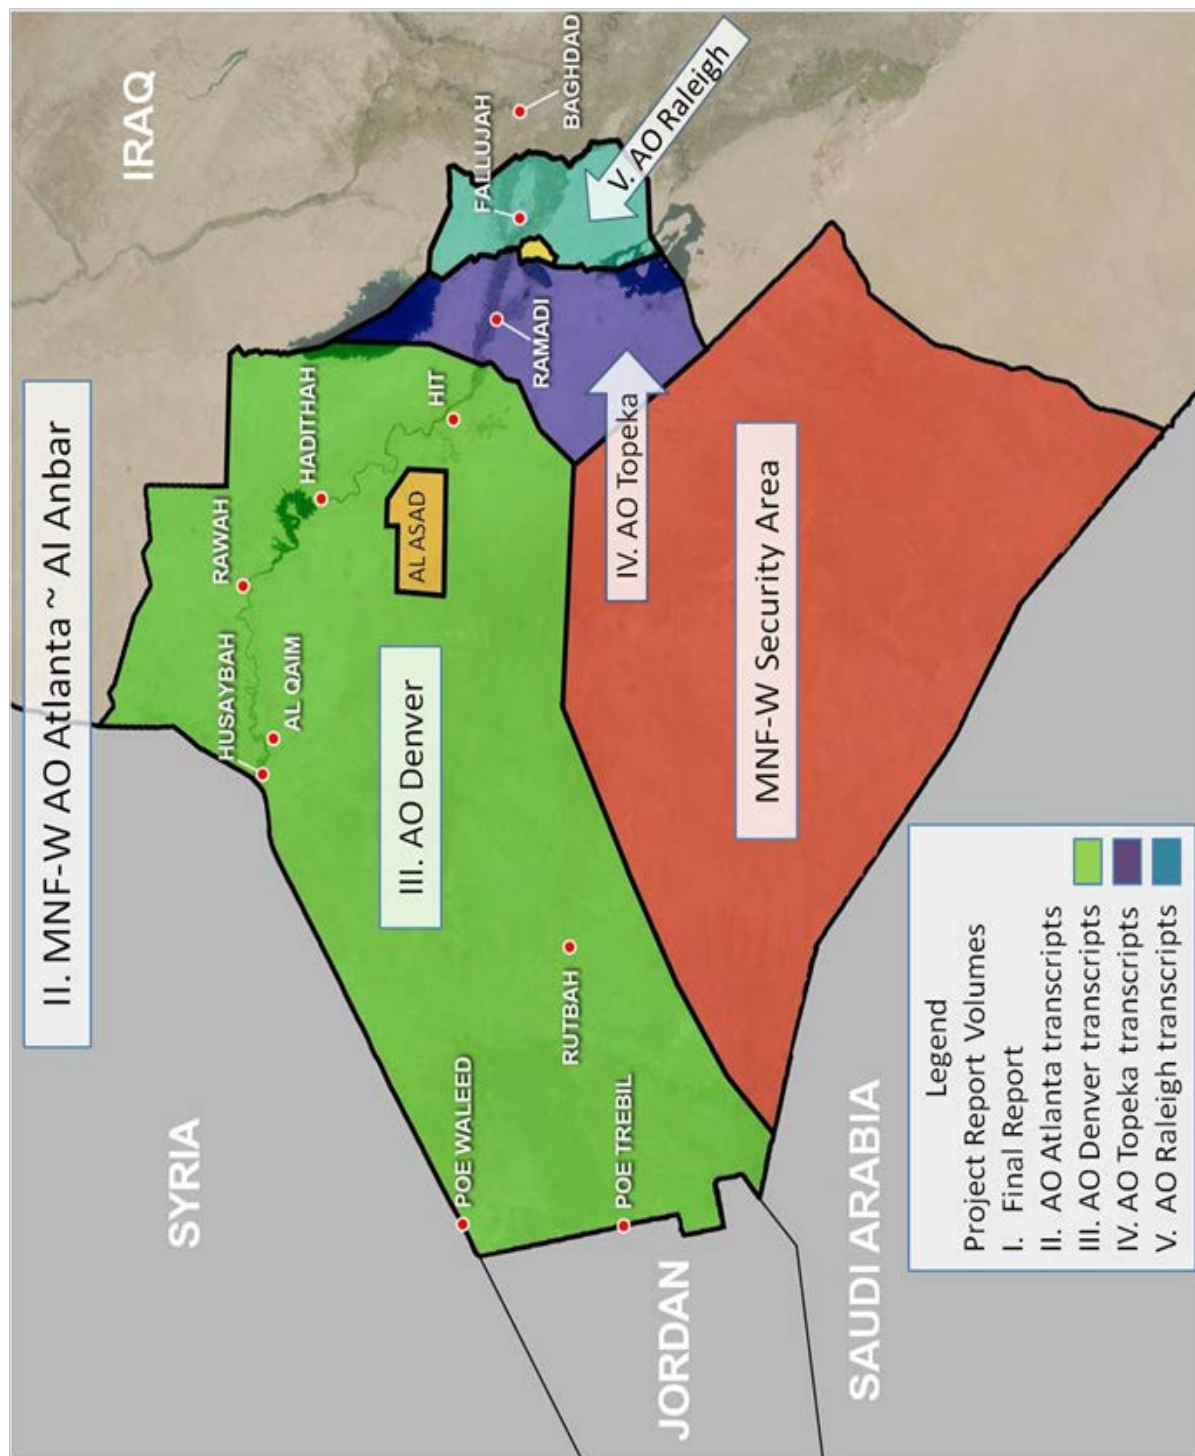 II. MNF-W AO Atlanta ~ Al Anbar
IRAQ
SYRIA
RAWAH
HUSAYBAH
HADITHAH
AL QAIM
HIT
AL ASAD
FALLUJAH
BAGHDAD
RAMADI
III. AO Denver
POE WALEED
RUTBAH
POE TREBIL
IV. AO Topeka
V. AO Raleigh
MNF-W Security Area
JORDAN
SAUDI ARABIA
Legend
Project Report Volumes
I. Final Report
II. AO Atlanta transcripts
III. AO Denver transcripts
IV. AO Topeka transcripts
V. AO Raleigh transcripts